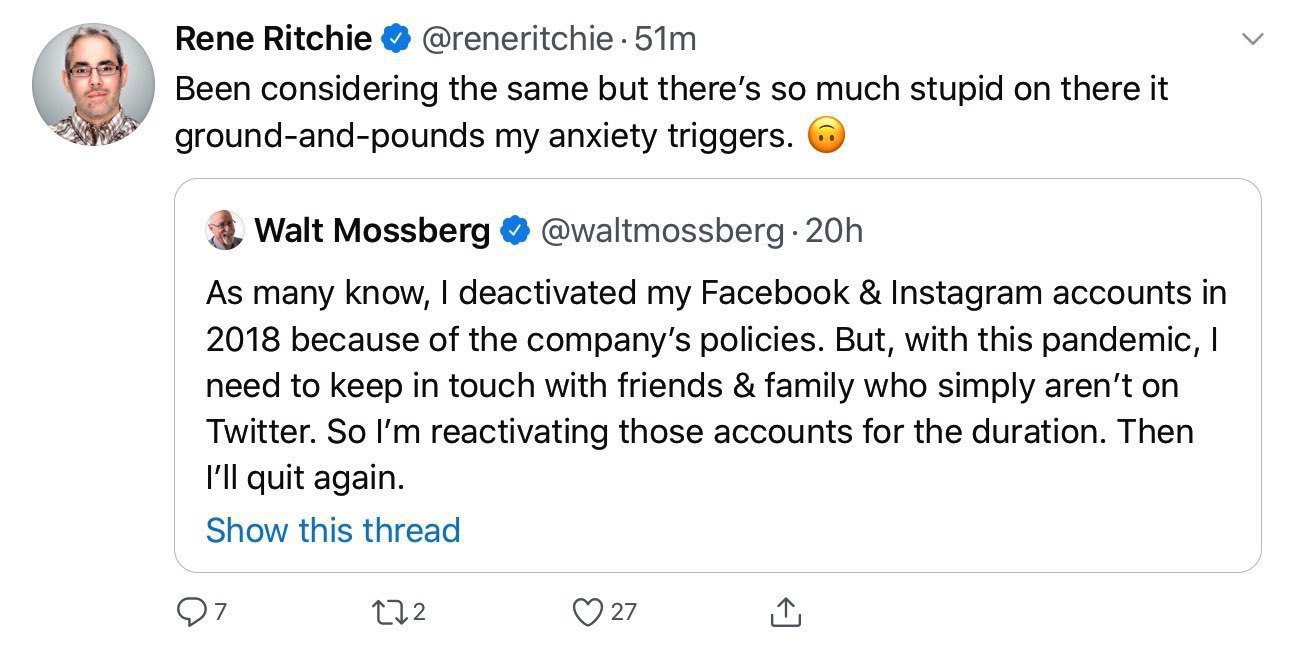 Rene Ritchie @reneritchie · 51m
Been considering the same but there’s so much stupid on there it
ground-and-pounds my anxiety triggers. 🙃
Walt Mossberg @waltmossberg · 20h
As many know, I deactivated my Facebook & Instagram accounts in
2018 because of the company’s policies. But, with this pandemic, I
need to keep in touch with friends & family who simply aren’t on
Twitter. So I’m reactivating those accounts for the duration. Then
I’ll quit again.
Show this thread
7 2 27